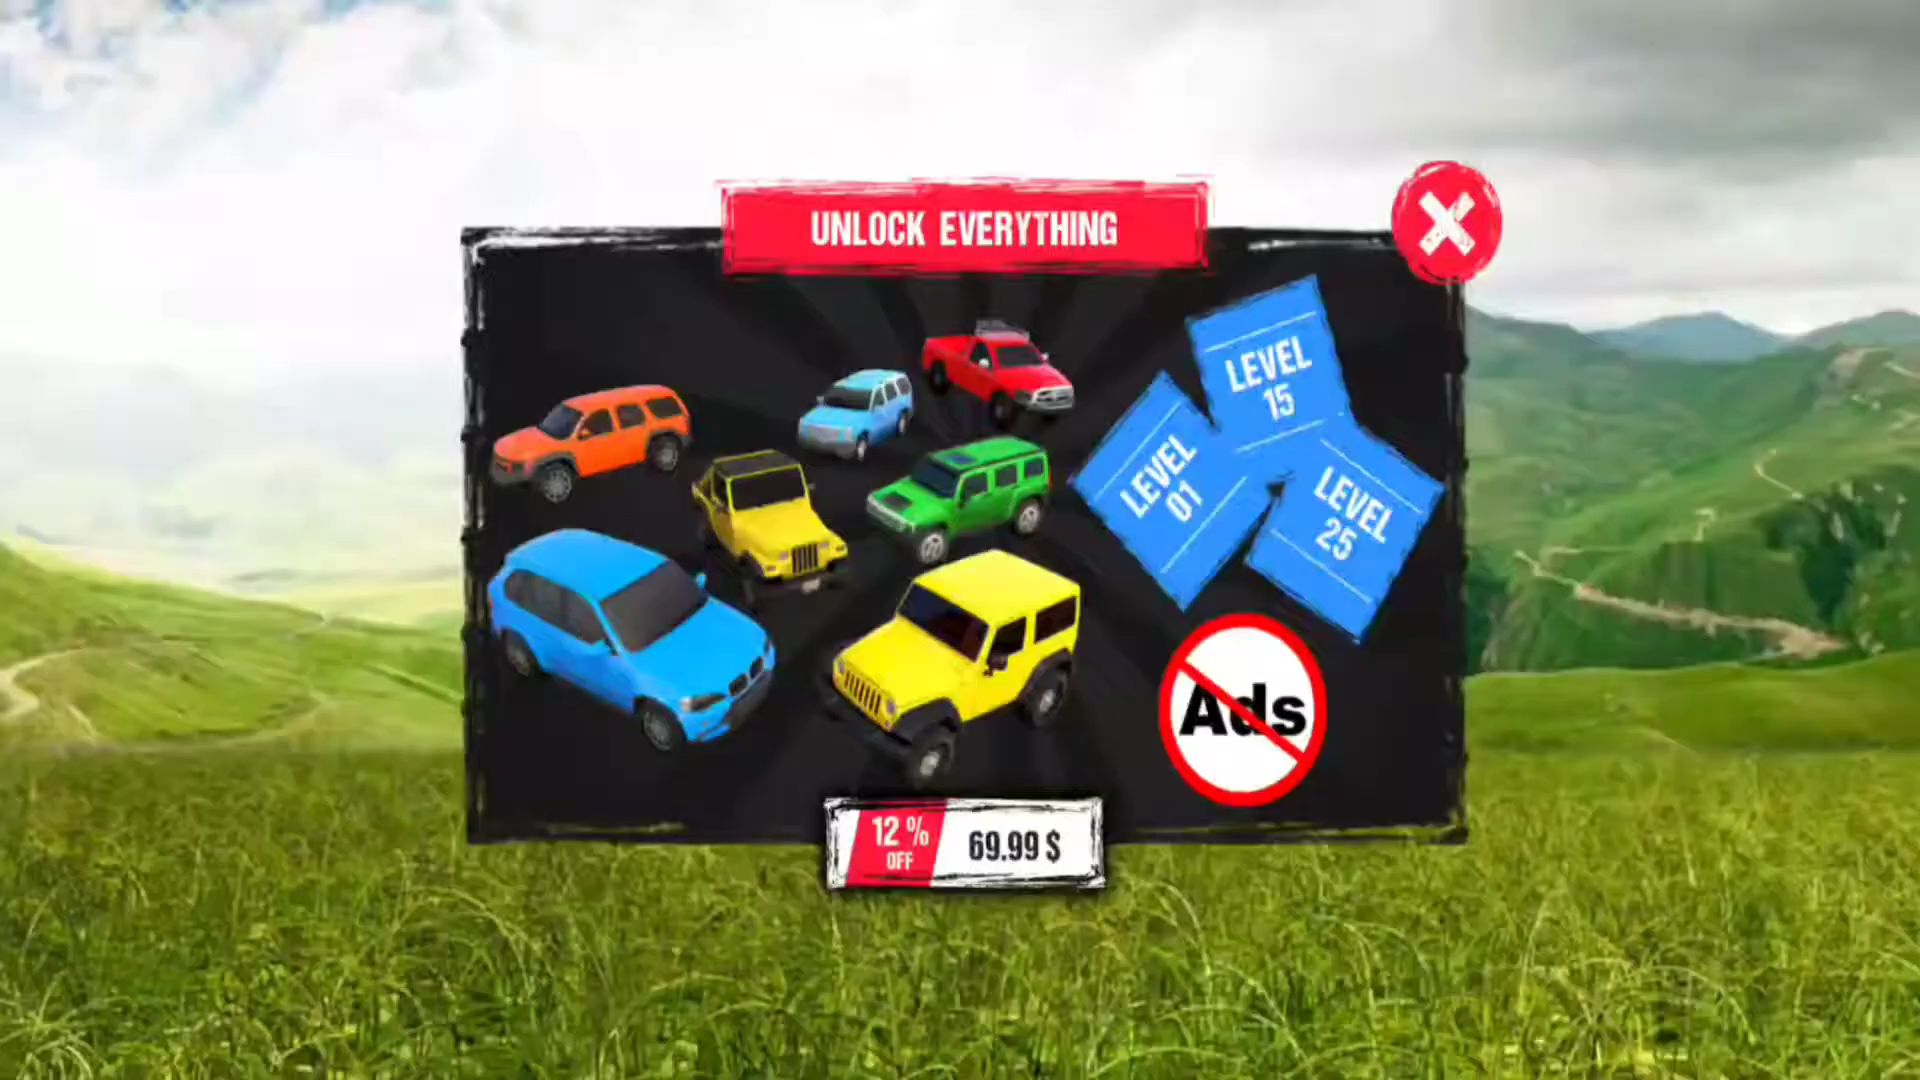 UNLOCK EVERYTHING
LEVEL
15
LEVEL
01
LEVEL
25
Ads
12 %
OFF
69.99 $